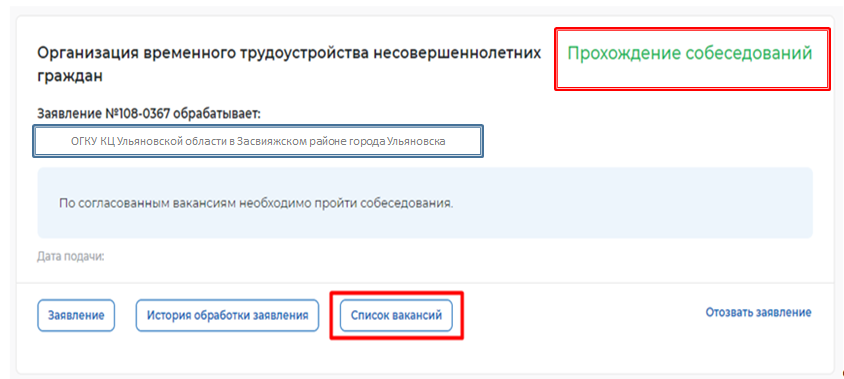 Организация временного трудоустройства несовершеннолетних
граждан
Прохождение собеседований
Заявление №108-0367 обрабатывает:
ОГКУ КЦ Ульяновской области в Засвияжском районе города Ульяновска
По согласованным вакансиям необходимо пройти собеседования.
Дата подачи:
Заявление
История обработки заявления
Список вакансий
Отозвать заявление